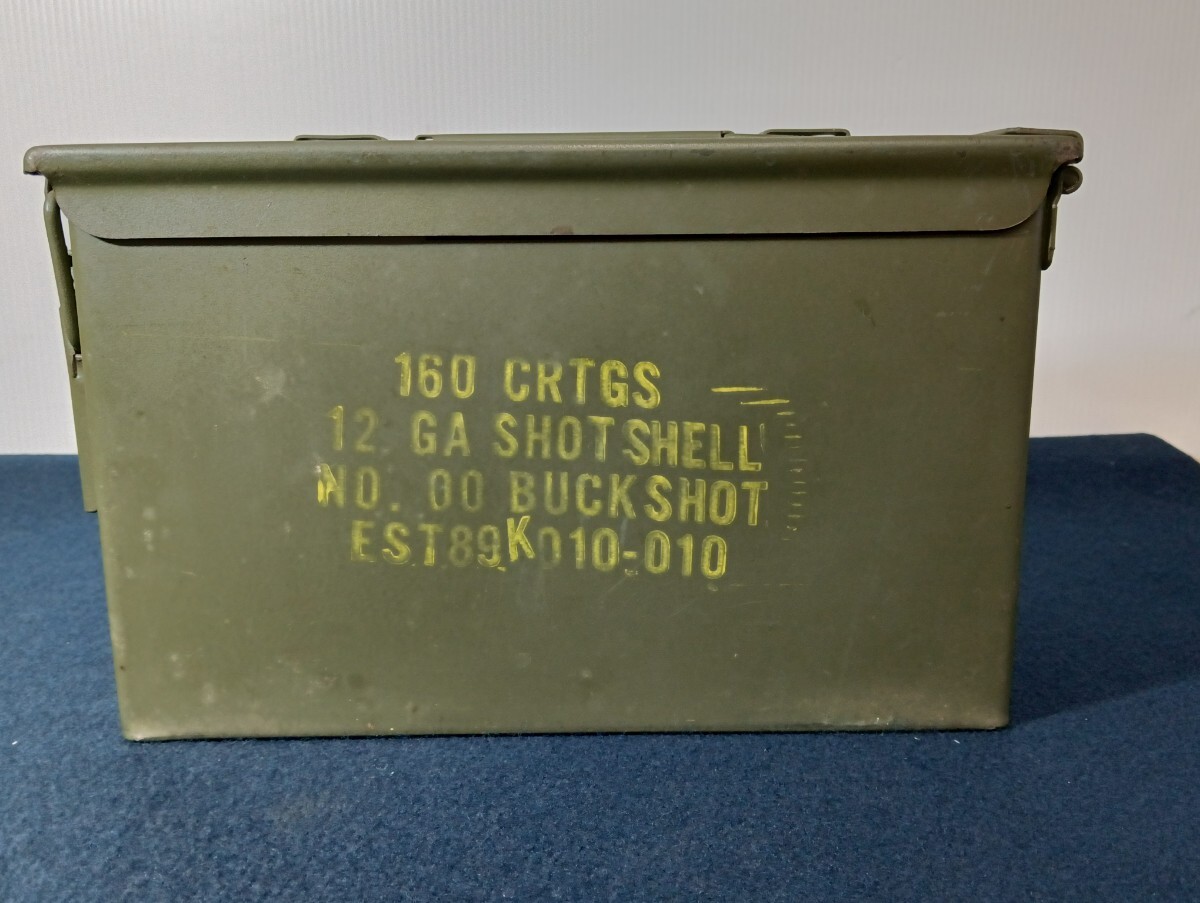 160 CRTGS
12 GA SHOTSHELL
NO. 00 BUCKSHOT
EST89K010-010